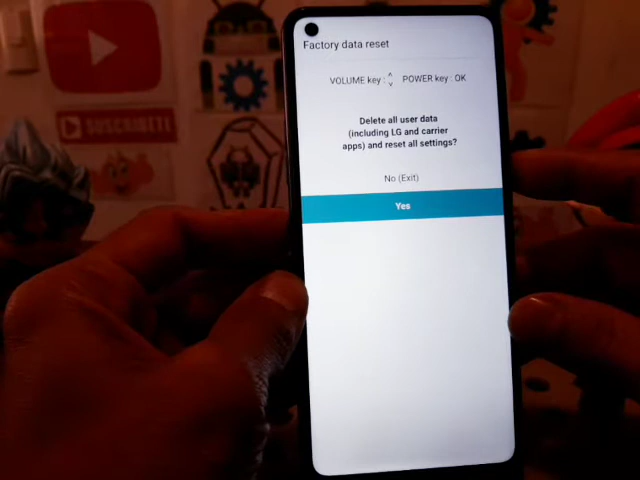 Factory data reset
VOLUME key : POWER key : OK
Delete all user data
(including LG and carrier
apps) and reset all settings?
No (Exit)
Yes
SUSCRIBETE